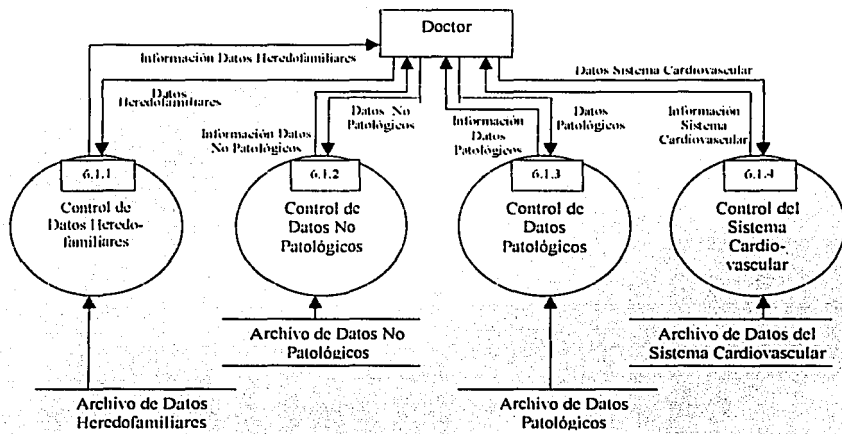 Doctor
Información Datos Heredofamiliares
Datos
Heredofamiliares
Información Datos
No Patológicos
Datos No
Patológicos
Información
Datos
Patológicos
Datos
Patológicos
Datos Sistema Cardiovascular
Información
Sistema
Cardiovascular
6.1.1
Control de
Datos Heredo-
familiares
6.1.2
Control de
Datos No
Patológicos
6.1.3
Control de
Datos
Patológicos
6.1.4
Control del
Sistema
Cardio-
vascular
Archivo de Datos No
Patológicos
Archivo de Datos del
Sistema Cardiovascular
Archivo de Datos
Heredofamiliares
Archivo de Datos
Patológicos